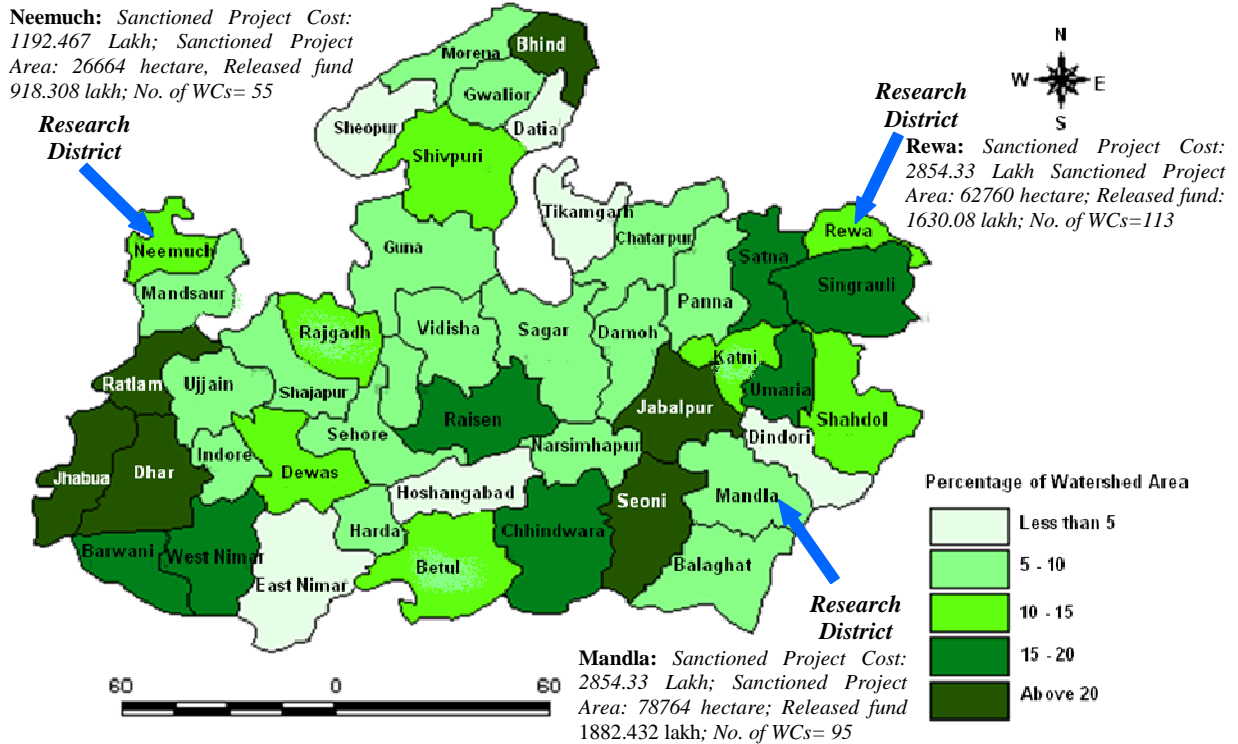 Neemuch: Sanctioned Project Cost:
1192.467 Lakh; Sanctioned Project
Area: 26664 hectare, Released fund
918.308 lakh; No. of WCs= 55
Research
District
Research
District
Rewa: Sanctioned Project Cost:
2854.33 Lakh Sanctioned Project
Area: 62760 hectare; Released fund:
1630.08 lakh; No. of WCs=113
N
W
E
S
Morena
Bhind
Gwalior
Sheopur
Datia
Shivpuri
Tikamgarh
Chatarpur
Rewa
Neemuch
Guna
Satna
Singrauli
Mandsaur
Panna
Rajgadh
Vidisha
Sagar
Damoh
Katni
Ratlam
Ujjain
Shajapur
Umaria
Jabalpur
Shahdol
Raisen
Sehore
Dindori
Narsimhapur
Indore
Jhabua
Dhar
Dewas
Hoshangabad
Seoni
Mandla
Harda
Chhindwara
Barwani
West Nimar
Betul
Balaghat
East Nimar
Percentage of Watershed Area
Less than 5
5 - 10
10 - 15
15 - 20
Above 20
Research
District
Mandla: Sanctioned Project Cost:
2854.33 Lakh; Sanctioned Project
Area: 78764 hectare; Released fund
1882.432 lakh; No. of WCs= 95
60 0 60